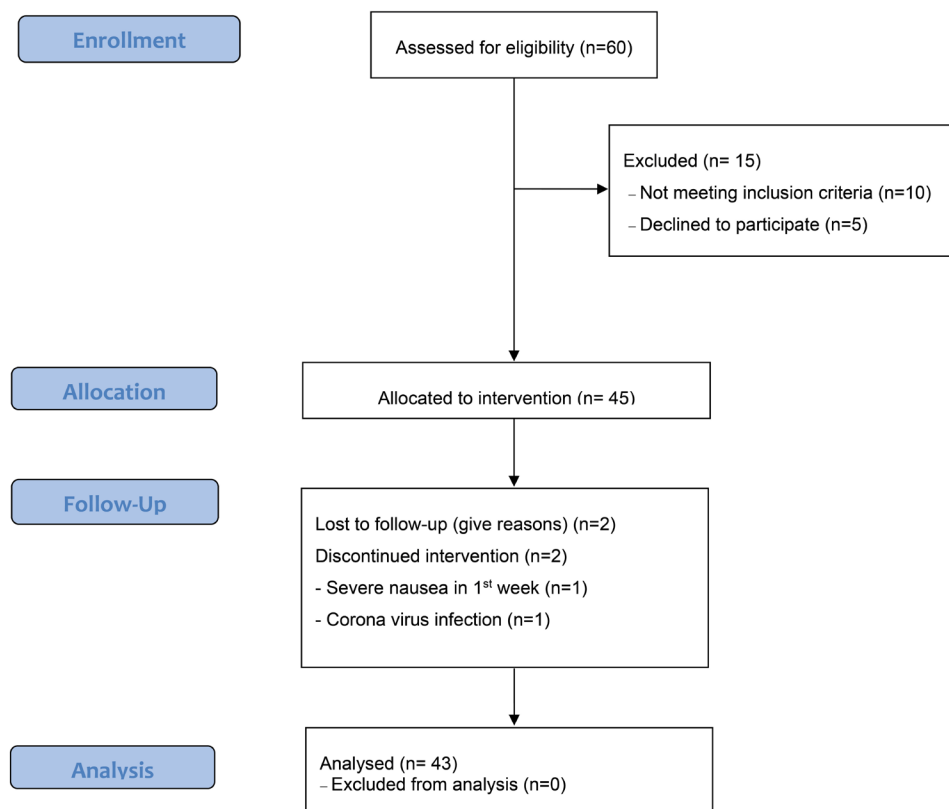 Enrollment
Assessed for eligibility (n=60)
Excluded (n= 15)
– Not meeting inclusion criteria (n=10)
– Declined to participate (n=5)
Allocation
Allocated to intervention (n= 45)
Follow-Up
Lost to follow-up (give reasons) (n=2)
Discontinued intervention (n=2)
- Severe nausea in 1st week (n=1)
- Corona virus infection (n=1)
Analysis
Analysed (n= 43)
– Excluded from analysis (n=0)